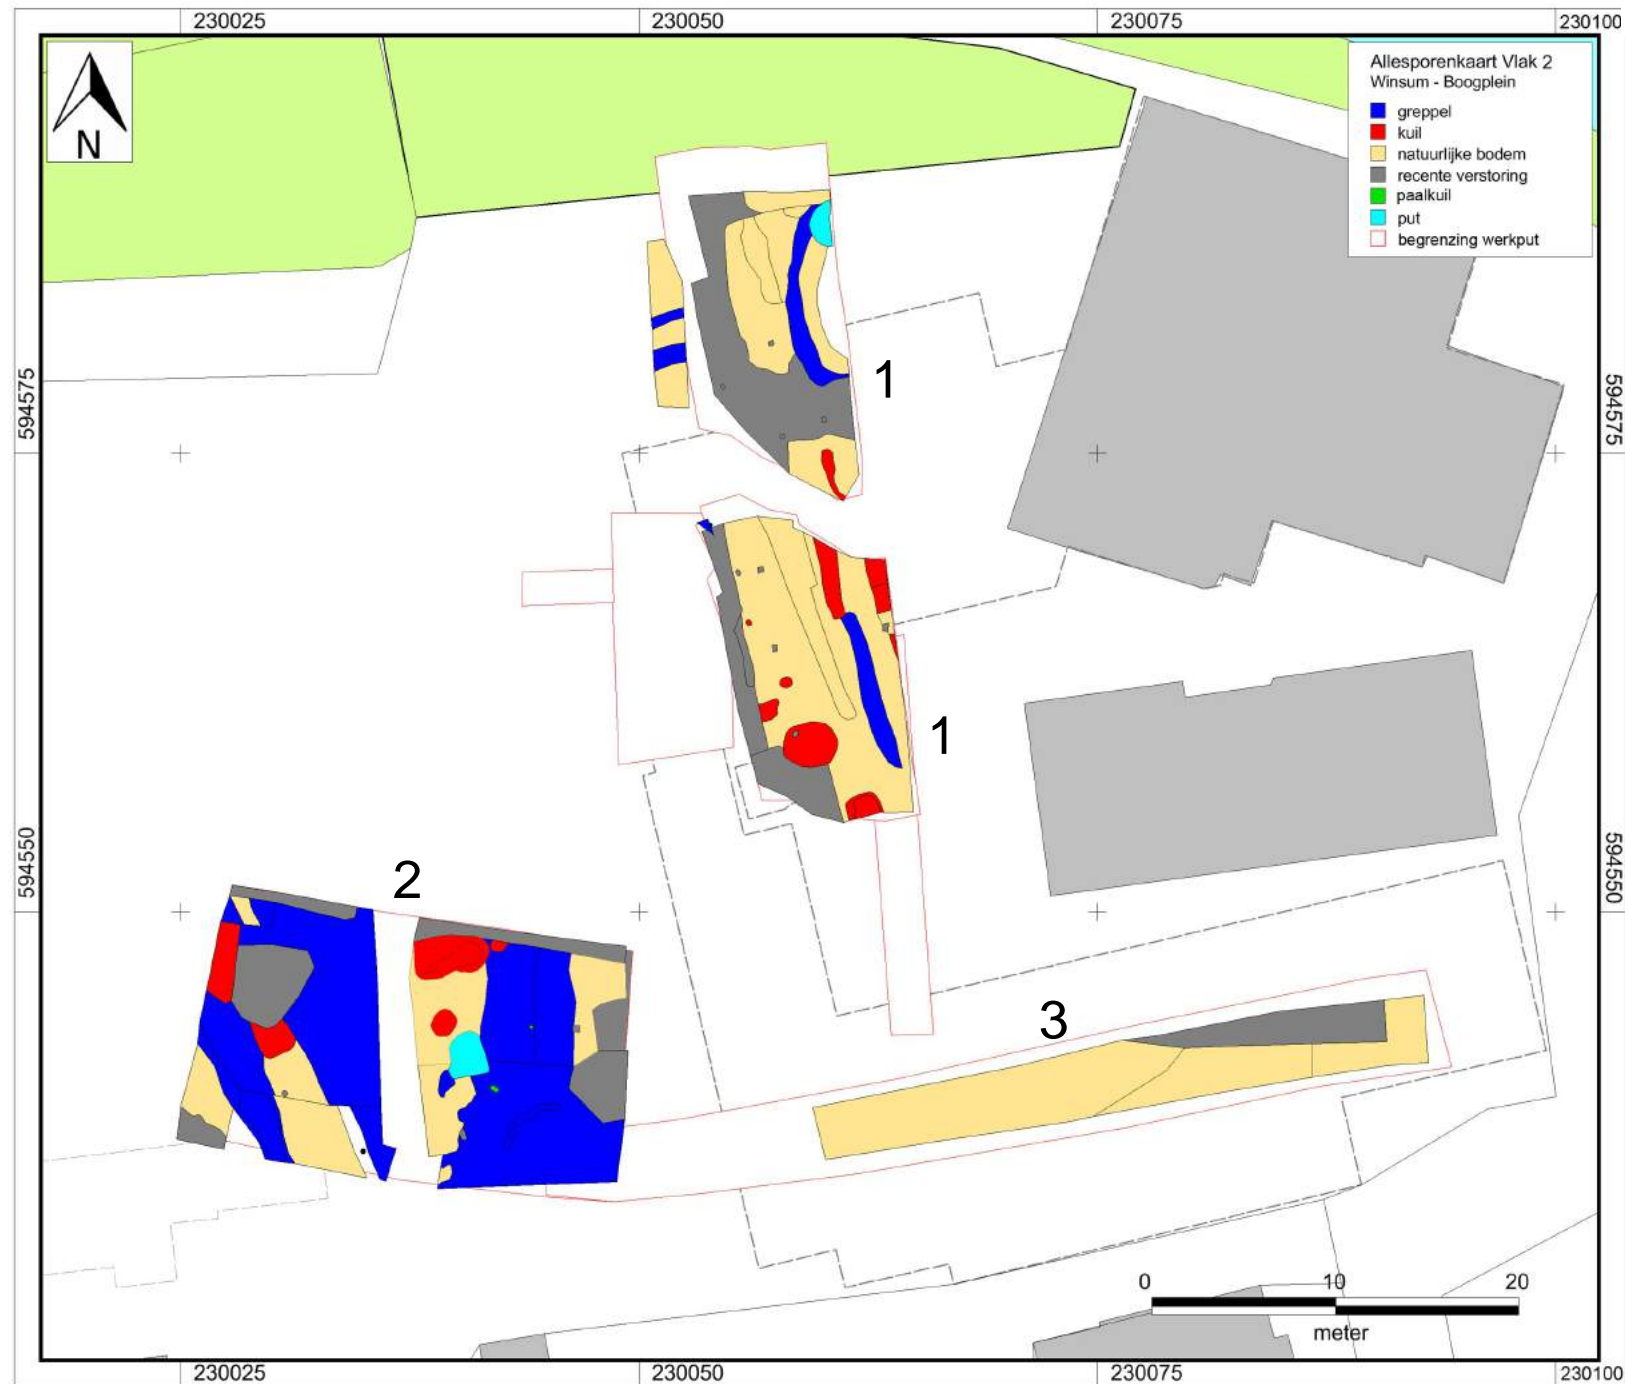 230025 230050 230075 230100
N
Allesporenkaart Vlak 2
Winsum - Boogplein
greppel
kuil
natuurlijke bodem
recente verstoring
paalkuil
put
begrenzing werkput
594575 594575
1
1
594550 594550
2
3
0 10 20
meter
230025 230050 230075 230100